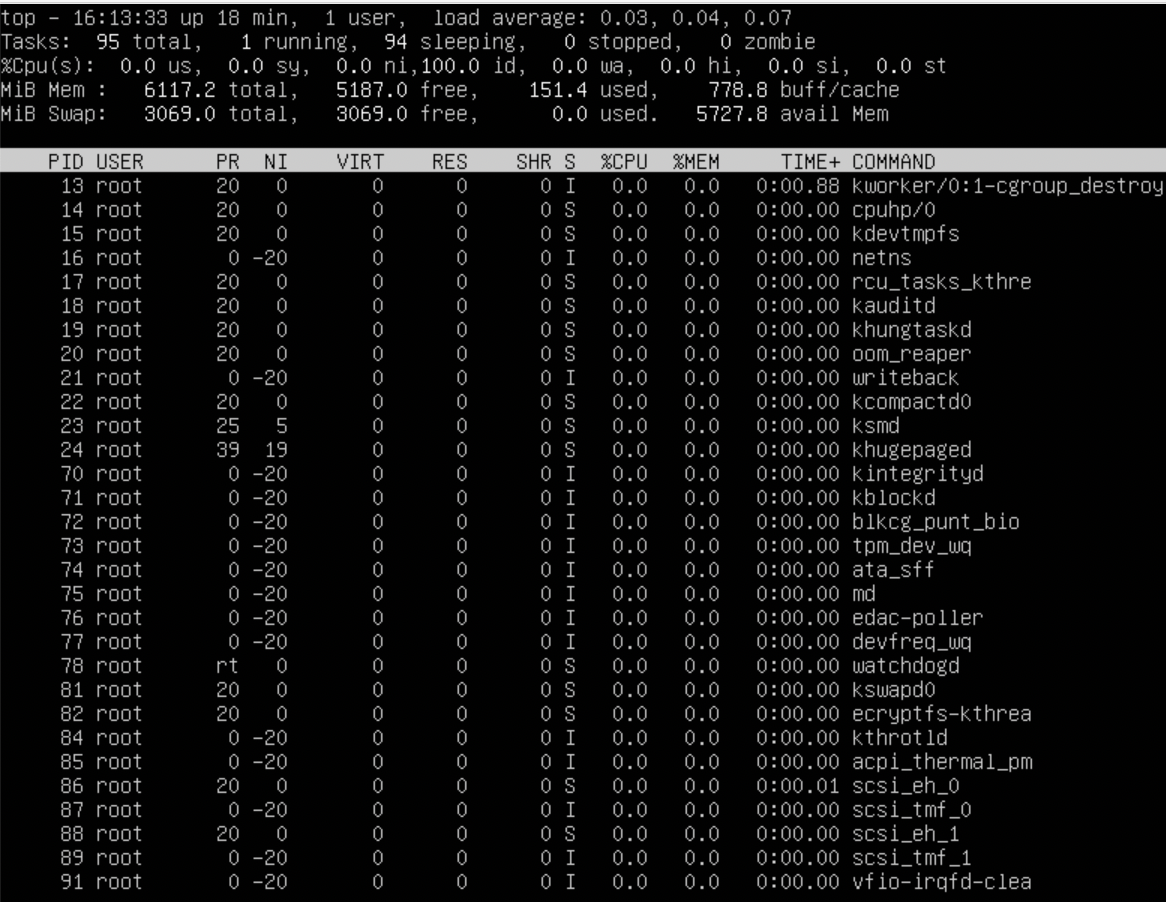 top - 16:13:33 up 18 min,  1 user,  load average: 0.03, 0.04, 0.07
Tasks:  95 total,   1 running,  94 sleeping,   0 stopped,   0 zombie
%Cpu(s):  0.0 us,  0.0 sy,  0.0 ni,100.0 id,  0.0 wa,  0.0 hi,  0.0 si,  0.0 st
MiB Mem :   6117.2 total,   5187.0 free,    151.4 used,    778.8 buff/cache
MiB Swap:   3069.0 total,   3069.0 free,      0.0 used.   5727.8 avail Mem
    PID USER      PR  NI    VIRT    RES    SHR S  %CPU  %MEM     TIME+ COMMAND
     13 root      20   0       0      0      0 I   0.0   0.0   0:00.88 kworker/0:1-cgroup_destroy
     14 root      20   0       0      0      0 S   0.0   0.0   0:00.00 cpuhp/0
     15 root      20   0       0      0      0 S   0.0   0.0   0:00.00 kdevtmpfs
     16 root       0 -20       0      0      0 I   0.0   0.0   0:00.00 netns
     17 root      20   0       0      0      0 S   0.0   0.0   0:00.00 rcu_tasks_kthre
     18 root      20   0       0      0      0 S   0.0   0.0   0:00.00 kauditd
     19 root      20   0       0      0      0 S   0.0   0.0   0:00.00 khungtaskd
     20 root      20   0       0      0      0 S   0.0   0.0   0:00.00 oom_reaper
     21 root       0 -20       0      0      0 I   0.0   0.0   0:00.00 writeback
     22 root      20   0       0      0      0 S   0.0   0.0   0:00.00 kcompactd0
     23 root      25   5       0      0      0 S   0.0   0.0   0:00.00 ksmd
     24 root      39  19       0      0      0 S   0.0   0.0   0:00.00 khugepaged
     70 root       0 -20       0      0      0 I   0.0   0.0   0:00.00 kintegrityd
     71 root       0 -20       0      0      0 I   0.0   0.0   0:00.00 kblockd
     72 root       0 -20       0      0      0 I   0.0   0.0   0:00.00 blkcg_punt_bio
     73 root       0 -20       0      0      0 I   0.0   0.0   0:00.00 tpm_dev_wq
     74 root       0 -20       0      0      0 I   0.0   0.0   0:00.00 ata_sff
     75 root       0 -20       0      0      0 I   0.0   0.0   0:00.00 md
     76 root       0 -20       0      0      0 I   0.0   0.0   0:00.00 edac-poller
     77 root       0 -20       0      0      0 I   0.0   0.0   0:00.00 devfreq_wq
     78 root      rt   0       0      0      0 S   0.0   0.0   0:00.00 watchdogd
     81 root      20   0       0      0      0 S   0.0   0.0   0:00.00 kswapd0
     82 root      20   0       0      0      0 S   0.0   0.0   0:00.00 ecryptfs-kthrea
     84 root       0 -20       0      0      0 I   0.0   0.0   0:00.00 kthrotld
     85 root       0 -20       0      0      0 I   0.0   0.0   0:00.00 acpi_thermal_pm
     86 root      20   0       0      0      0 S   0.0   0.0   0:00.01 scsi_eh_0
     87 root       0 -20       0      0      0 I   0.0   0.0   0:00.00 scsi_tmf_0
     88 root      20   0       0      0      0 S   0.0   0.0   0:00.00 scsi_eh_1
     89 root       0 -20       0      0      0 I   0.0   0.0   0:00.00 scsi_tmf_1
     91 root       0 -20       0      0      0 I   0.0   0.0   0:00.00 vfio-irqfd-clea